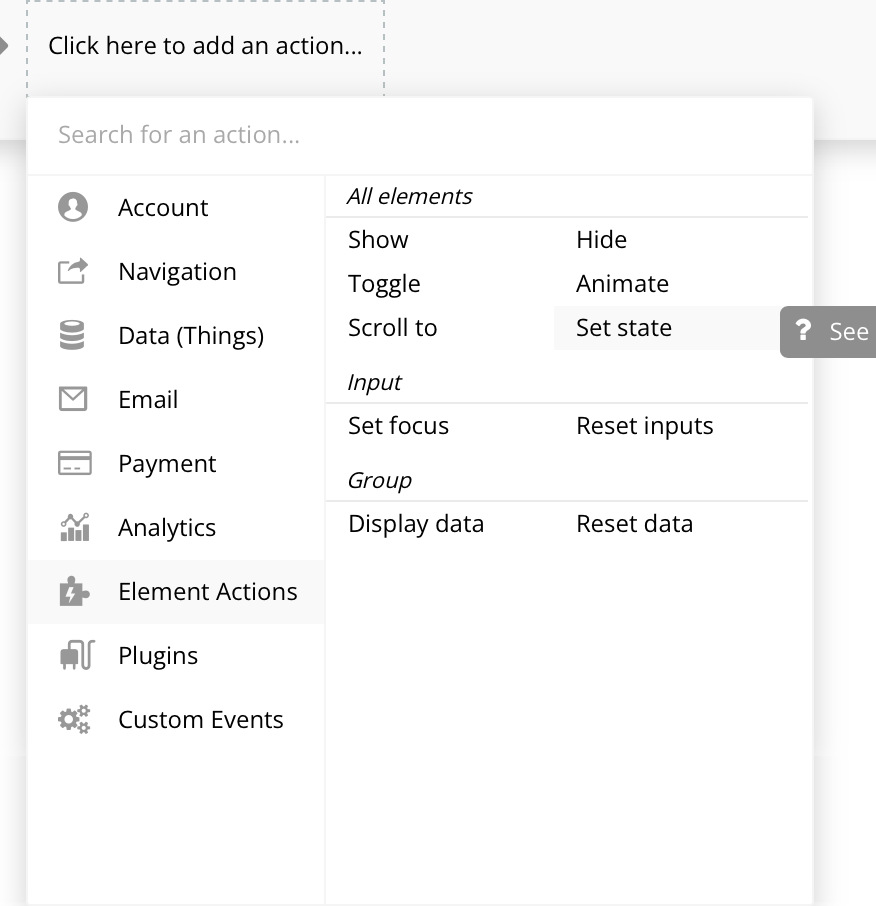 Click here to add an action...
Search for an action...
Account
Navigation
Data (Things)
Email
Payment
Analytics
Element Actions
Plugins
Custom Events
All elements
Show Hide
Toggle Animate
Scroll to Set state
? See
Input
Set focus Reset inputs
Group
Display data Reset data